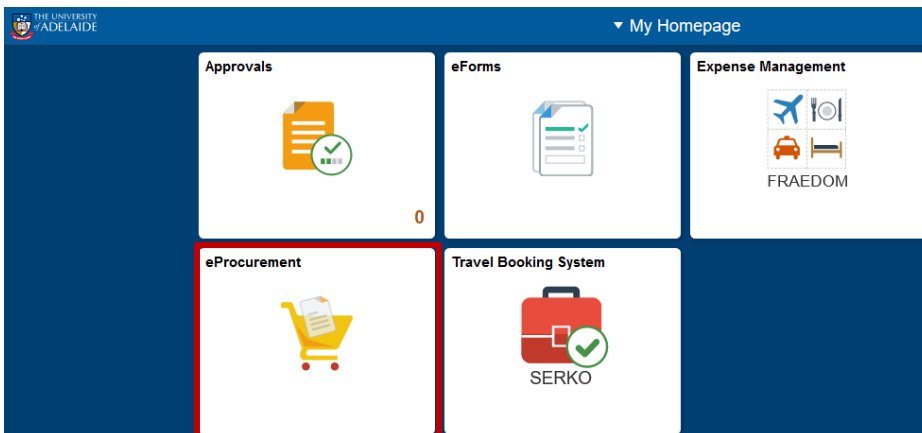 THE UNIVERSITY
of ADELAIDE
My Homepage
Approvals
eForms
Expense Management
FRAEDOM
0
eProcurement
Travel Booking System
SERKO